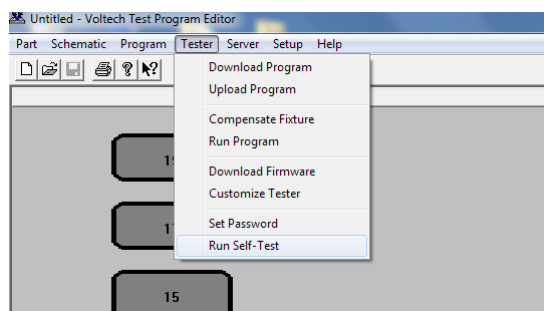 Untitled - Voltech Test Program Editor
Part Schematic Program Tester Server Setup Help
Download Program
Upload Program
Compensate Fixture
Run Program
Download Firmware
Customize Tester
Set Password
Run Self-Test
15